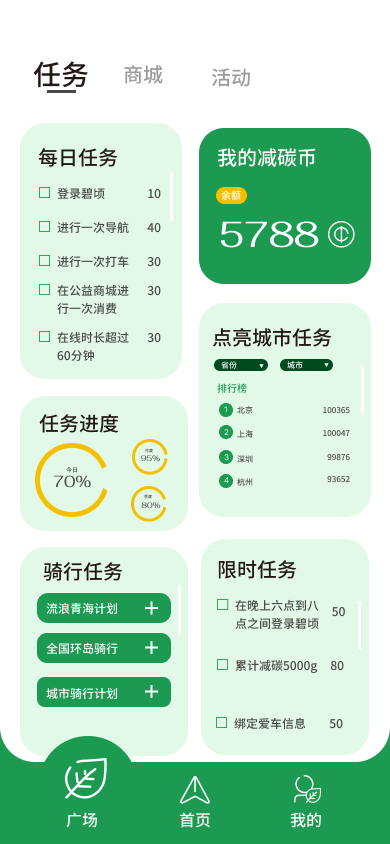 任务
商城
活动
每日任务
登录碧顷 10
进行一次导航 40
进行一次打车 30
在公益商城进 30
行一次消费
在线时长超过 30
60分钟
我的减碳币
余额
5788
点亮城市任务
省份 城市
排行榜
1 北京 100365
2 上海 100047
3 深圳 99876
4 杭州 93652
任务进度
今日
70%
月度
95%
季度
80%
骑行任务
流浪青海计划
全国环岛骑行
城市骑行计划
限时任务
在晚上六点到八 50
点之间登录碧顷
累计减碳5000g 80
绑定爱车信息 50
广场
首页
我的